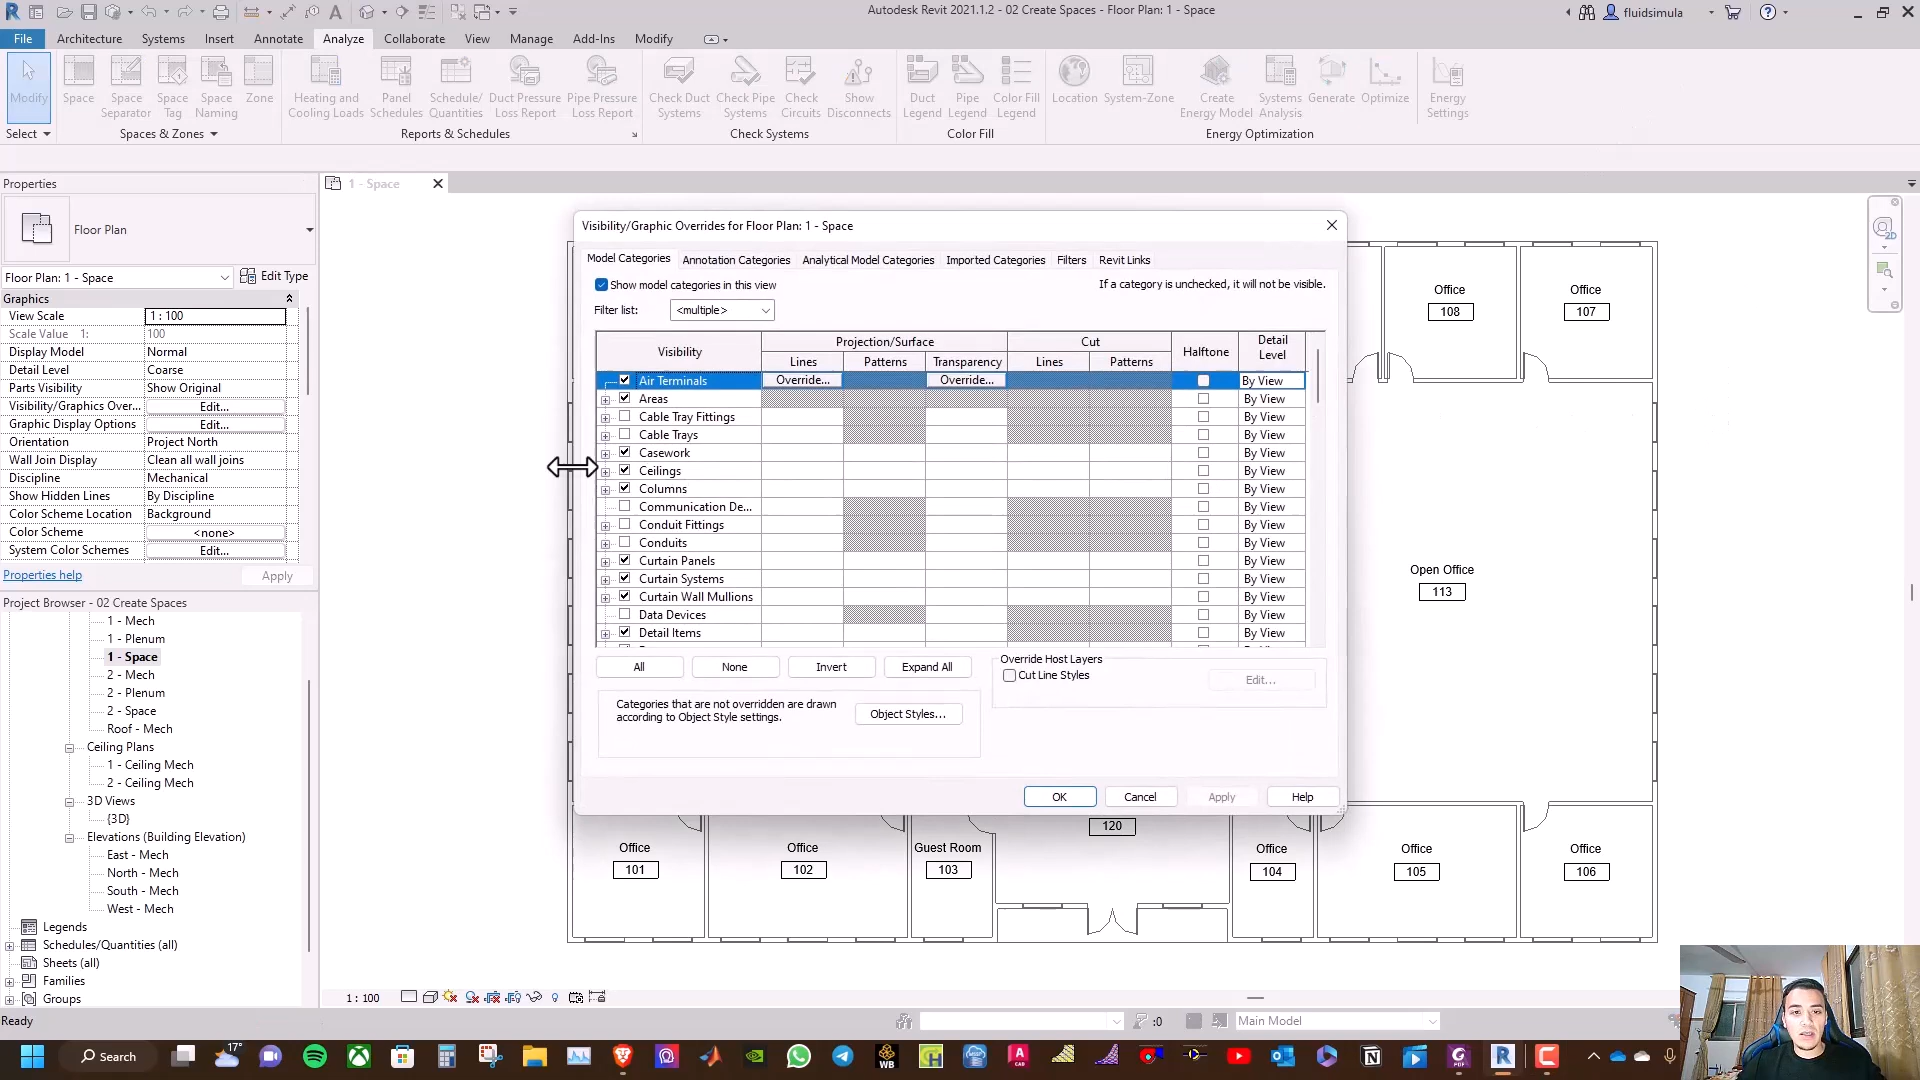 Autodesk Revit 2021.1.2 - 02 Create Spaces - Floor Plan: 1 - Space
fluidsimula
File Architecture Systems Insert Annotate Analyze Collaborate View Manage Add-Ins Modify
Modify
Space
Space Separator
Space Tag
Space Naming
Zone
Heating and Cooling Loads
Panel Schedules
Schedule/ Quantities
Duct Pressure Loss Report
Pipe Pressure Loss Report
Check Duct Systems
Check Pipe Systems
Check Circuits
Show Disconnects
Duct Legend
Pipe Legend
Color Fill Legend
Location
System-Zone
Create Energy Model
Systems Analysis
Generate
Optimize
Energy Settings
Select
Spaces & Zones
Reports & Schedules
Check Systems
Color Fill
Energy Optimization
Properties
Floor Plan
Floor Plan: 1 - Space
Edit Type
Graphics
View Scale 1 : 100
Scale Value 1: 100
Display Model Normal
Detail Level Coarse
Parts Visibility Show Original
Visibility/Graphics Over... Edit...
Graphic Display Options Edit...
Orientation Project North
Wall Join Display Clean all wall joins
Discipline Mechanical
Show Hidden Lines By Discipline
Color Scheme Location Background
Color Scheme <none>
System Color Schemes Edit...
Properties help
Apply
Project Browser - 02 Create Spaces
1 - Mech
1 - Plenum
1 - Space
2 - Mech
2 - Plenum
2 - Space
Roof - Mech
Ceiling Plans
1 - Ceiling Mech
2 - Ceiling Mech
3D Views
{3D}
Elevations (Building Elevation)
East - Mech
North - Mech
South - Mech
West - Mech
Legends
Schedules/Quantities (all)
Sheets (all)
Families
Groups
1 - Space
Visibility/Graphic Overrides for Floor Plan: 1 - Space
Model Categories Annotation Categories Analytical Model Categories Imported Categories Filters Revit Links
Show model categories in this view
If a category is unchecked, it will not be visible.
Filter list: <multiple>
Visibility Projection/Surface Cut Halftone Detail Level
Lines Patterns Transparency Lines Patterns
Air Terminals Override... Override... By View
Areas By View
Cable Tray Fittings By View
Cable Trays By View
Casework By View
Ceilings By View
Columns By View
Communication De... By View
Conduit Fittings By View
Conduits By View
Curtain Panels By View
Curtain Systems By View
Curtain Wall Mullions By View
Data Devices By View
Detail Items By View
All None Invert Expand All
Override Host Layers
Cut Line Styles Edit...
Categories that are not overridden are drawn
according to Object Style settings.
Object Styles...
OK Cancel Apply Help
Office
108
Office
107
Open Office
113
120
Office
101
Office
102
Guest Room
103
Office
104
Office
105
Office
106
1 : 100
Ready
:0
Main Model
Search
17°
2D
WB